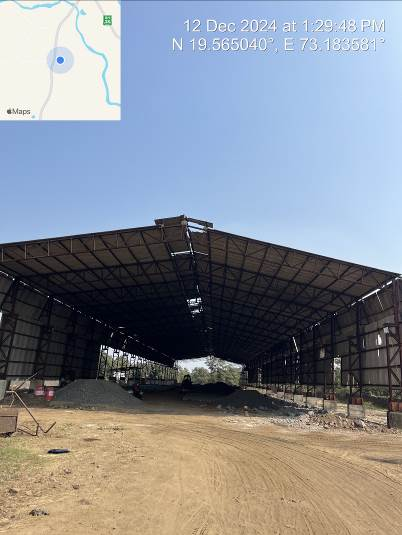 12 Dec 2024 at 1:29:48 PM
N 19.565040°, E 73.183581°
Maps